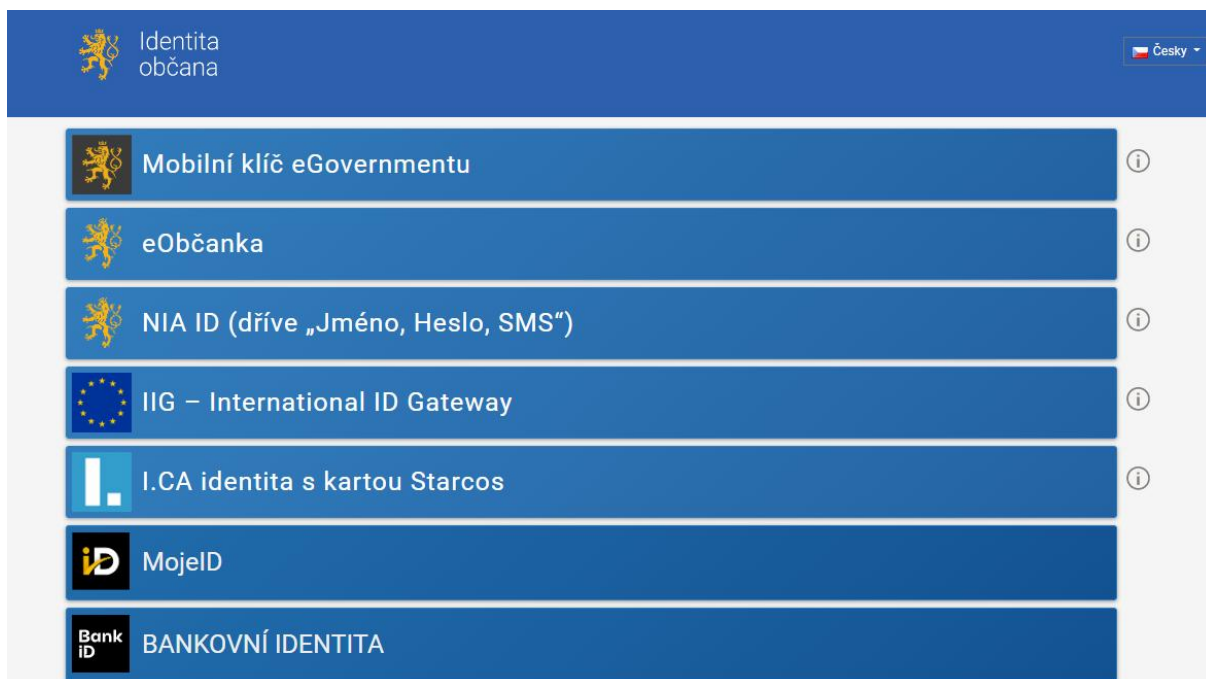 Identita
občana
Česky
Mobilní klíč eGovernmentu
eObčanka
NIA ID (dříve „Jméno, Heslo, SMS“)
IIG – International ID Gateway
I.CA identita s kartou Starcos
I.
iD
MojeID
Bank
iD
BANKOVNÍ IDENTITA